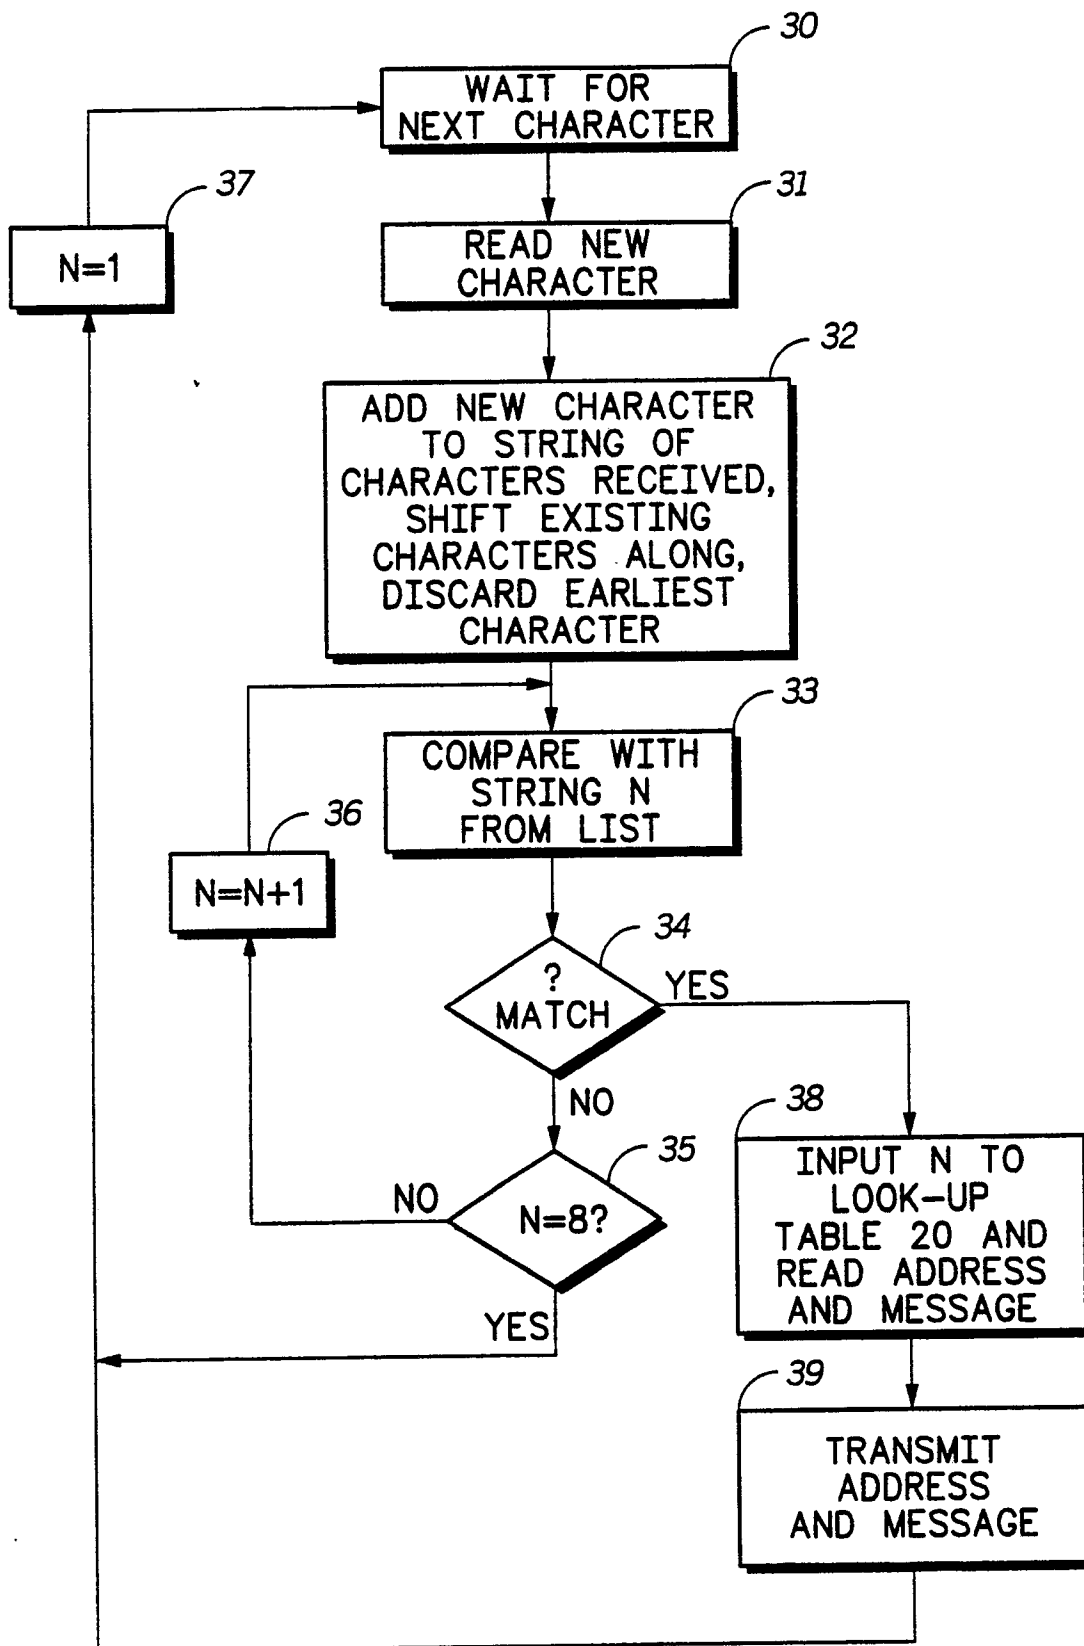 30
WAIT FOR
NEXT CHARACTER
37
N=1
31
READ NEW
CHARACTER
32
ADD NEW CHARACTER
TO STRING OF
CHARACTERS RECEIVED,
SHIFT EXISTING
CHARACTERS ALONG,
DISCARD EARLIEST
CHARACTER
33
COMPARE WITH
STRING N
FROM LIST
36
N=N+1
34
?
MATCH
YES
NO
35
N=8?
NO
YES
38
INPUT N TO
LOOK-UP
TABLE 20 AND
READ ADDRESS
AND MESSAGE
39
TRANSMIT
ADDRESS
AND MESSAGE